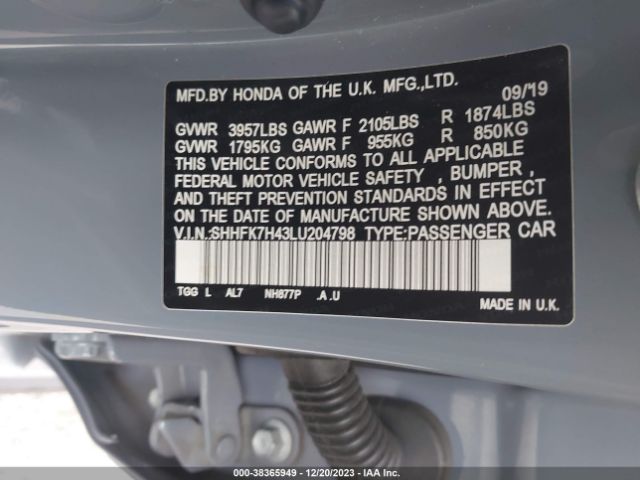 MFD.BY HONDA OF THE U.K. MFG.,LTD. 09/19
GVWR 3957LBS GAWR F 2105LBS R 1874LBS
GVWR 1795KG GAWR F 955KG R 850KG
THIS VEHICLE CONFORMS TO ALL APPLICABLE
FEDERAL MOTOR VEHICLE SAFETY , BUMPER ,
AND THEFT PREVENTION STANDARDS IN EFFECT
ON THE DATE OF MANUFACTURE SHOWN ABOVE.
V.I.N.:SHHFK7H43LU204798 TYPE:PASSENGER CAR
TGG L AL7 NH877P .A.U
MADE IN U.K.
000-38365949 - 12/20/2023 - IAA Inc.